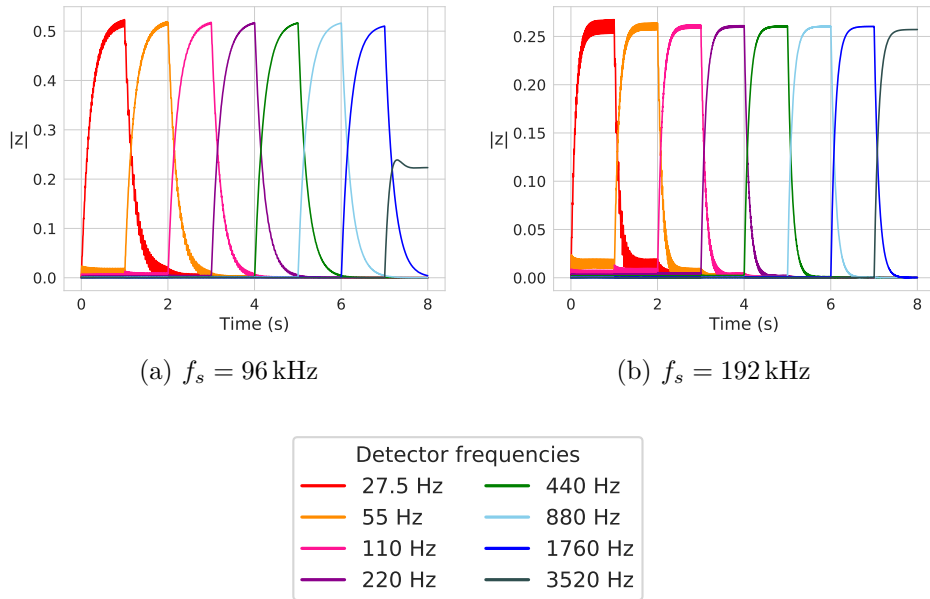 0.5
0.4
0.3
|z|
0.2
0.1
0.0
0 2 4 6 8
Time (s)
(a) f_s = 96 kHz
0.25
0.20
|z| 0.15
0.10
0.05
0.00
0 2 4 6 8
Time (s)
(b) f_s = 192 kHz
Detector frequencies
27.5 Hz
55 Hz
110 Hz
220 Hz
440 Hz
880 Hz
1760 Hz
3520 Hz